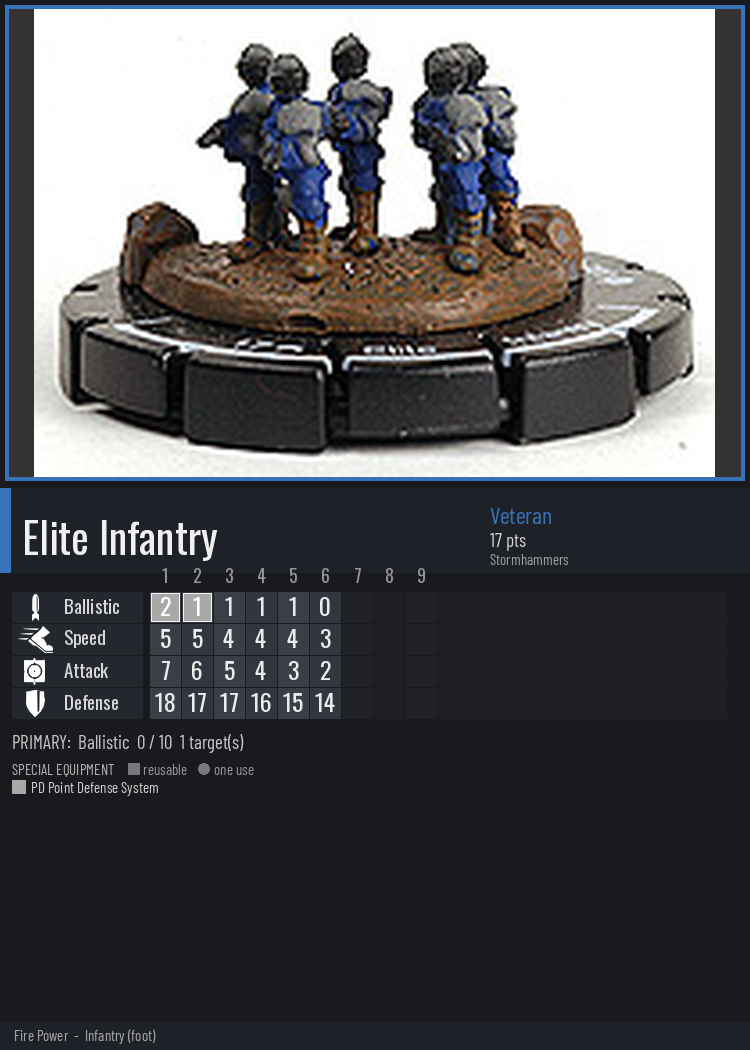 Elite Infantry
Veteran
17 pts
Stormhammers
1 2 3 4 5 6 7 8 9
Ballistic 2 1 1 1 1 0
Speed 5 5 4 4 4 3
Attack 7 6 5 4 3 2
Defense 18 17 17 16 15 14
PRIMARY: Ballistic 0 / 10 1 target(s)
SPECIAL EQUIPMENT reusable one use
PD Point Defense System
Fire Power - Infantry (foot)